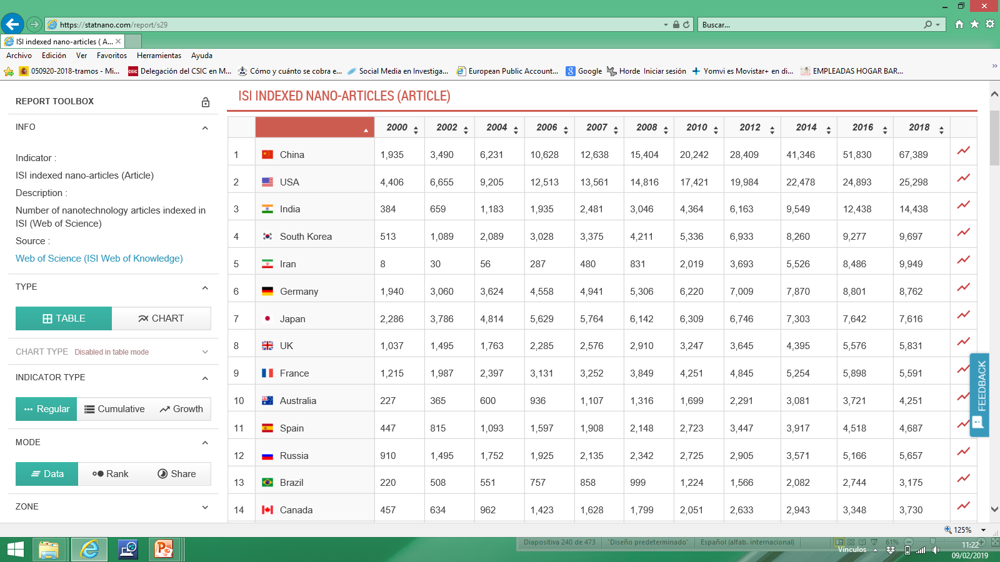 https://statnano.com/report/s29
Buscar...
ISI indexed nano-articles ( A...
Archivo Edición Ver Favoritos Herramientas Ayuda
050920-2018-tramos - Mi... CSIC Delegación del CSIC en M... Cómo y cuánto se cobra e... Social Media en Investiga... European Public Account... Google Horde Iniciar sesión Yomvi es Movistar+ en di... EMPLEADAS HOGAR BAR...
REPORT TOOLBOX
INFO
Indicator :
ISI indexed nano-articles (Article)
Description :
Number of nanotechnology articles indexed in
ISI (Web of Science)
Source :
Web of Science (ISI Web of Knowledge)
TYPE
TABLE CHART
CHART TYPE Disabled in table mode
INDICATOR TYPE
Regular Cumulative Growth
MODE
Data Rank Share
ZONE
ISI INDEXED NANO-ARTICLES (ARTICLE)
2000 2002 2004 2006 2007 2008 2010 2012 2014 2016 2018
1 China 1,935 3,490 6,231 10,628 12,638 15,404 20,242 28,409 41,346 51,830 67,389
2 USA 4,406 6,655 9,205 12,513 13,561 14,816 17,421 19,984 22,478 24,893 25,298
3 India 384 659 1,183 1,935 2,481 3,046 4,364 6,163 9,549 12,438 14,438
4 South Korea 513 1,089 2,089 3,028 3,375 4,211 5,336 6,933 8,260 9,277 9,697
5 Iran 8 30 56 287 480 831 2,019 3,693 5,526 8,486 9,949
6 Germany 1,940 3,060 3,624 4,558 4,941 5,306 6,220 7,009 7,870 8,801 8,762
7 Japan 2,286 3,786 4,814 5,629 5,764 6,142 6,309 6,746 7,303 7,642 7,616
8 UK 1,037 1,495 1,763 2,285 2,576 2,910 3,247 3,645 4,395 5,576 5,831
9 France 1,215 1,987 2,397 3,131 3,252 3,849 4,251 4,845 5,254 5,898 5,591
10 Australia 227 365 600 936 1,107 1,316 1,699 2,291 3,081 3,721 4,251
11 Spain 447 815 1,093 1,597 1,908 2,148 2,723 3,447 3,917 4,518 4,687
12 Russia 910 1,495 1,752 1,925 2,135 2,342 2,725 2,905 3,571 5,166 5,657
13 Brazil 220 508 551 757 858 999 1,224 1,566 2,082 2,744 3,175
14 Canada 457 634 962 1,423 1,628 1,799 2,051 2,633 2,943 3,348 3,730
FEEDBACK
125%
Diapositiva 240 de 473 "Diseño predeterminado" Español (alfab. internacional) 61%
Vínculos
11:22
09/02/2019